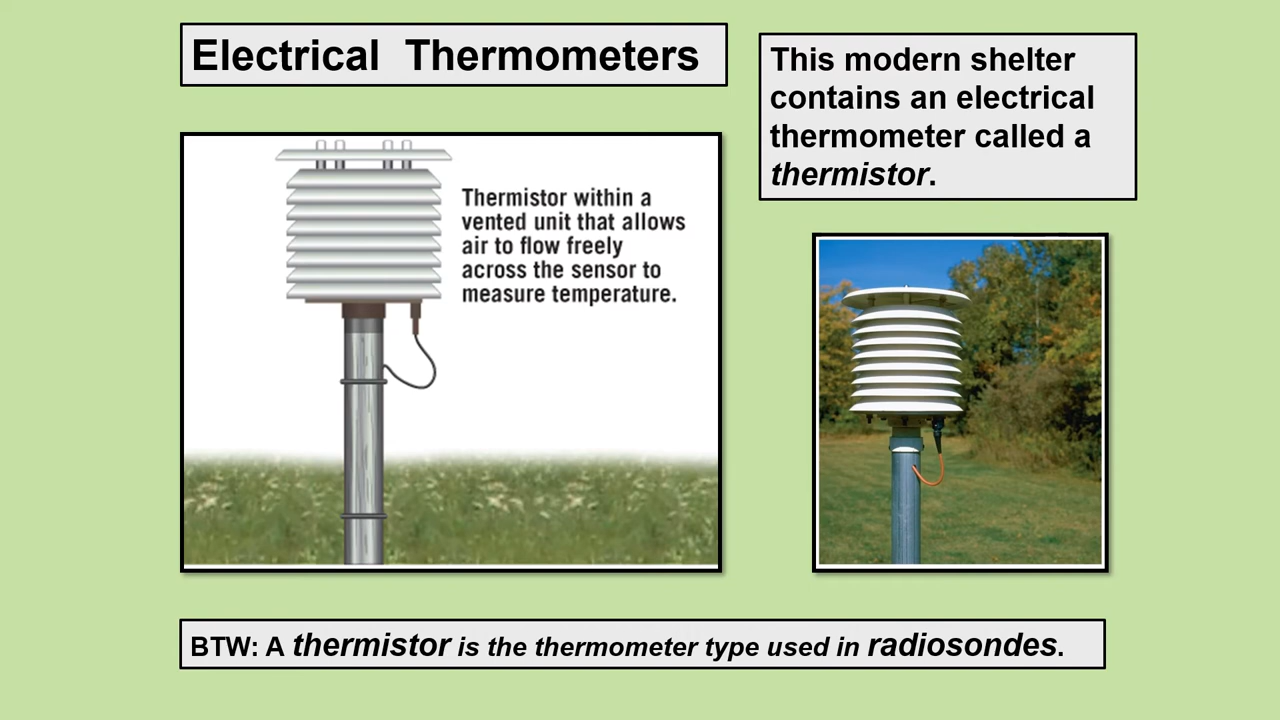 Electrical Thermometers
This modern shelter
contains an electrical
thermometer called a
thermistor.
Thermistor within a
vented unit that allows
air to flow freely
across the sensor to
measure temperature.
BTW: A thermistor is the thermometer type used in radiosondes.